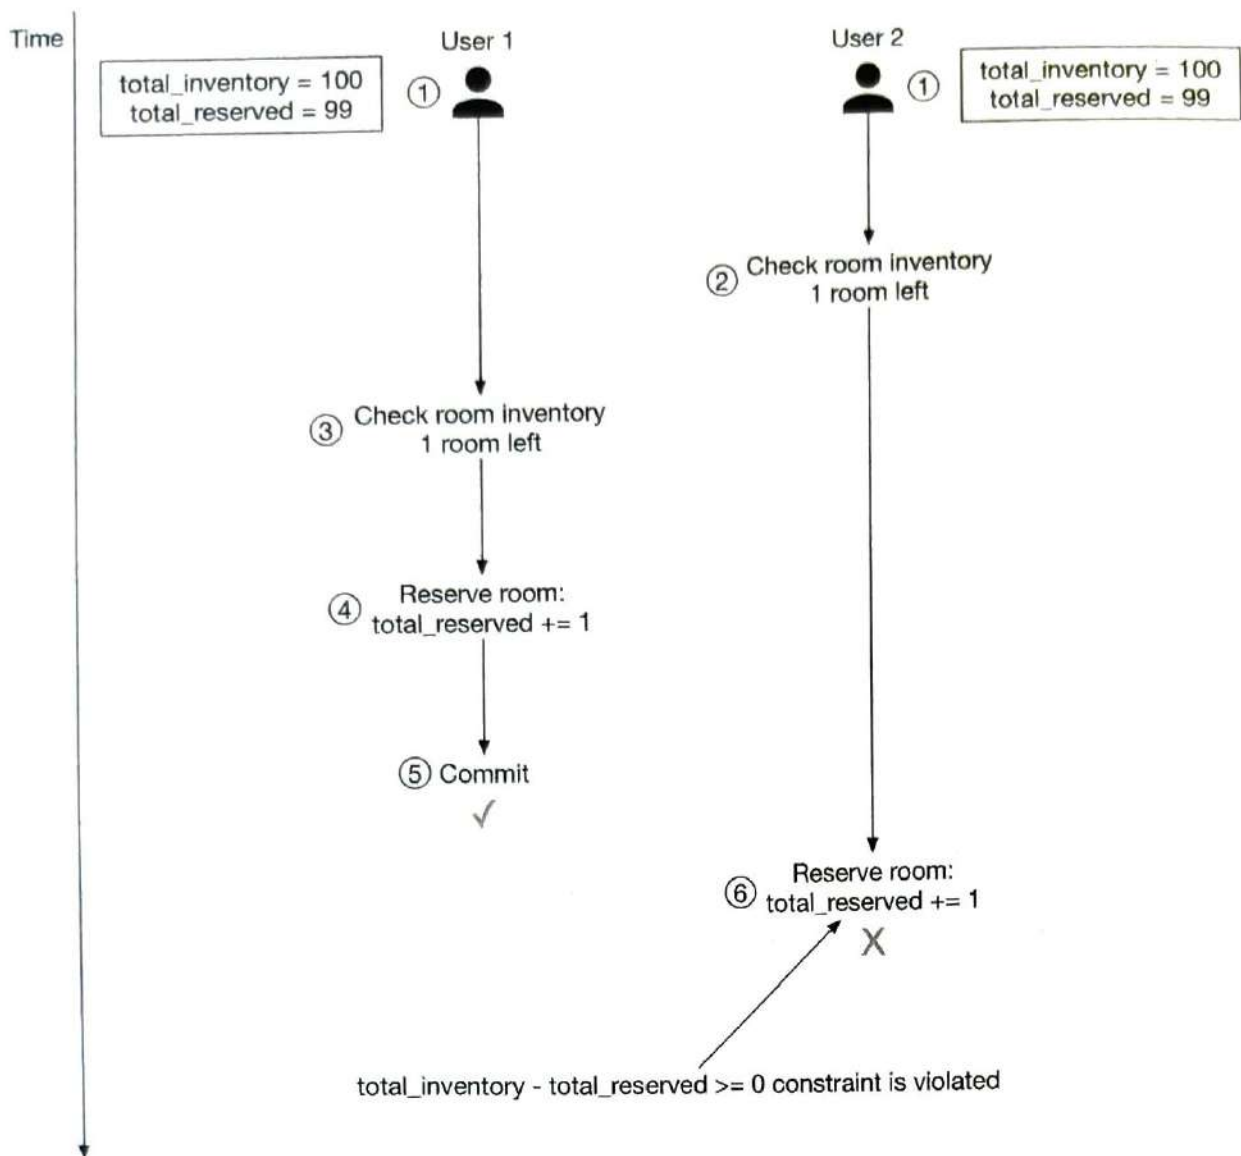 Time
User 1
total_inventory = 100
total_reserved = 99
①
User 2
①
total_inventory = 100
total_reserved = 99
② Check room inventory
1 room left
③ Check room inventory
1 room left
④ Reserve room:
total_reserved += 1
⑤ Commit
✓
⑥ Reserve room:
total_reserved += 1
X
total_inventory - total_reserved >= 0 constraint is violated